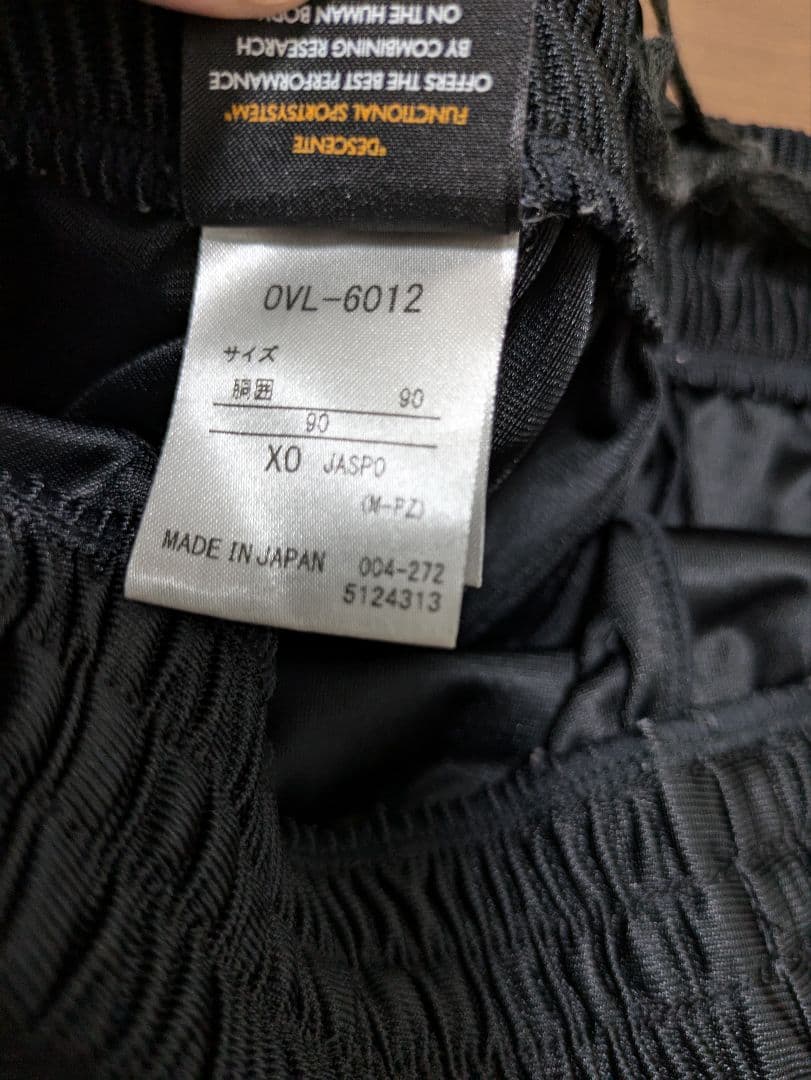 "DESCENTE
FUNCTIONAL SPORTSYSTEM"
OFFERS THE BEST PERFORMANCE
BY COMBINING RESEARCH
ON THE HUMAN BODY
OVL-6012
サイズ
胴囲 90
90
XO JASPO
(M-PZ)
MADE IN JAPAN 004-272
5124313